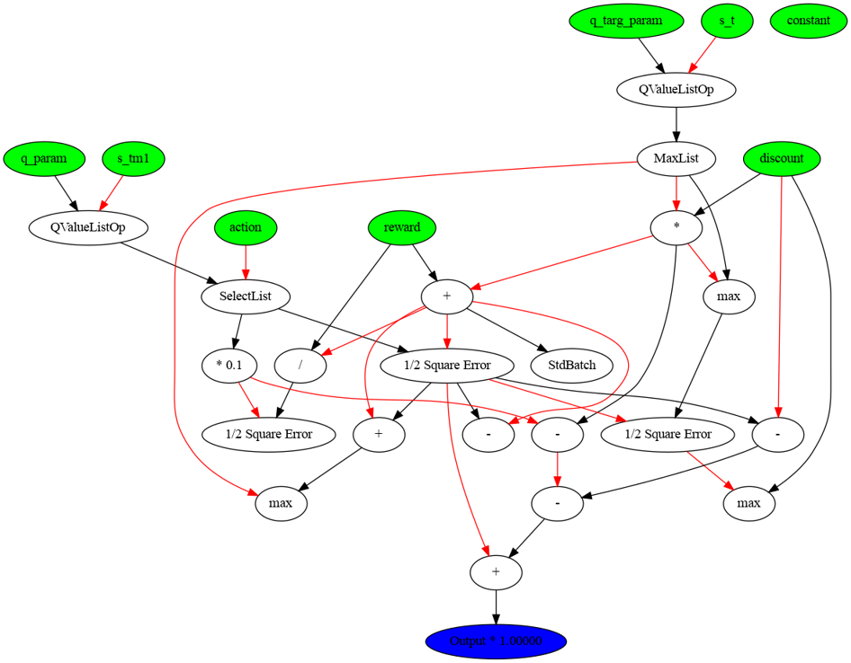 q_targ_param
s_t
constant
QValueListOp
q_param
s_tm1
MaxList
discount
QValueListOp
action
reward
*
SelectList
+
max
* 0.1
/
1/2 Square Error
StdBatch
1/2 Square Error
+
-
-
1/2 Square Error
-
max
-
max
+
Output * 1.00000